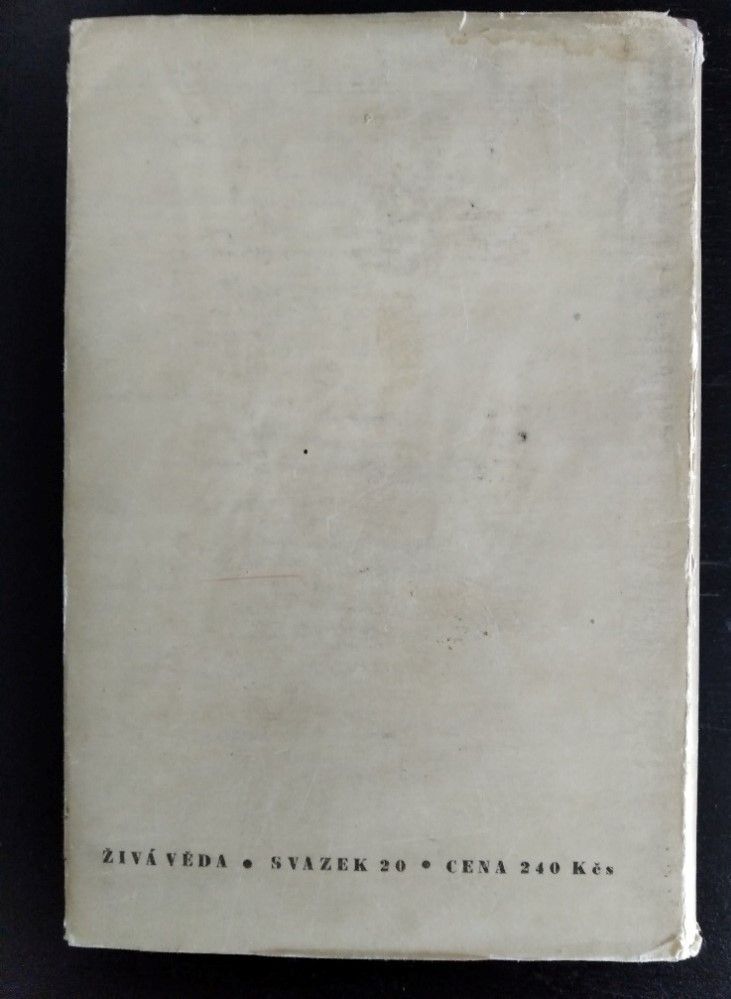 ŽIVÁ VĚDA • SVAZEK 20 • CENA 240 Kčs